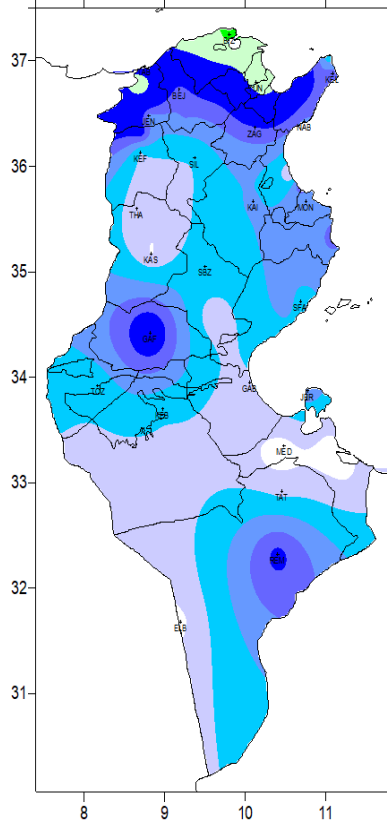 37
36
35
34
33
32
31
8 9 10 11
BEJ
ZAG
NAB
KEF
SIL
THA
KAI
MON
KAS
SBZ
SFA
GAF
TOZ
KEB
GAB
JER
MED
TAT
ELB
JEN
TUN